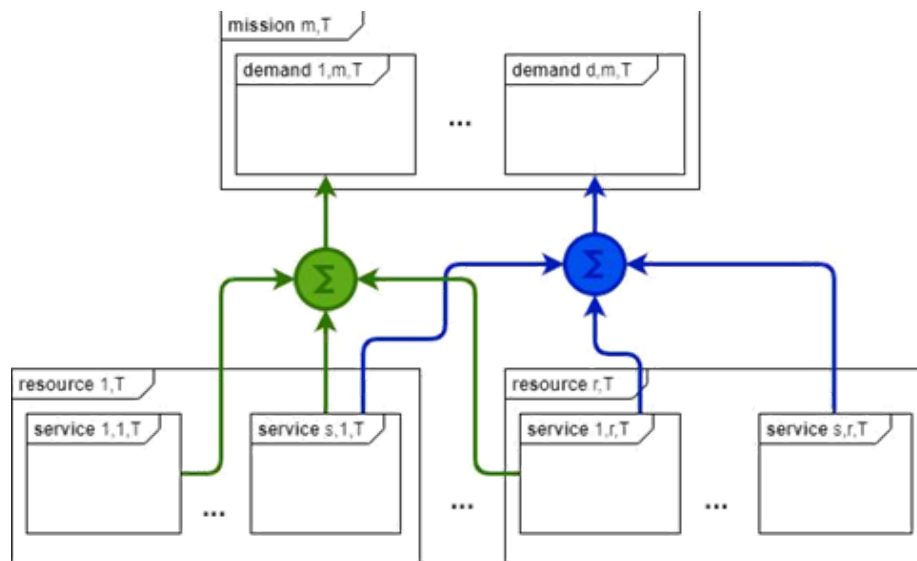 mission m,T
demand 1,m,T
demand d,m,T
...
Σ
Σ
resource 1,T
resource r,T
service 1,1,T
service s,1,T
service 1,r,T
service s,r,T
...
...
...